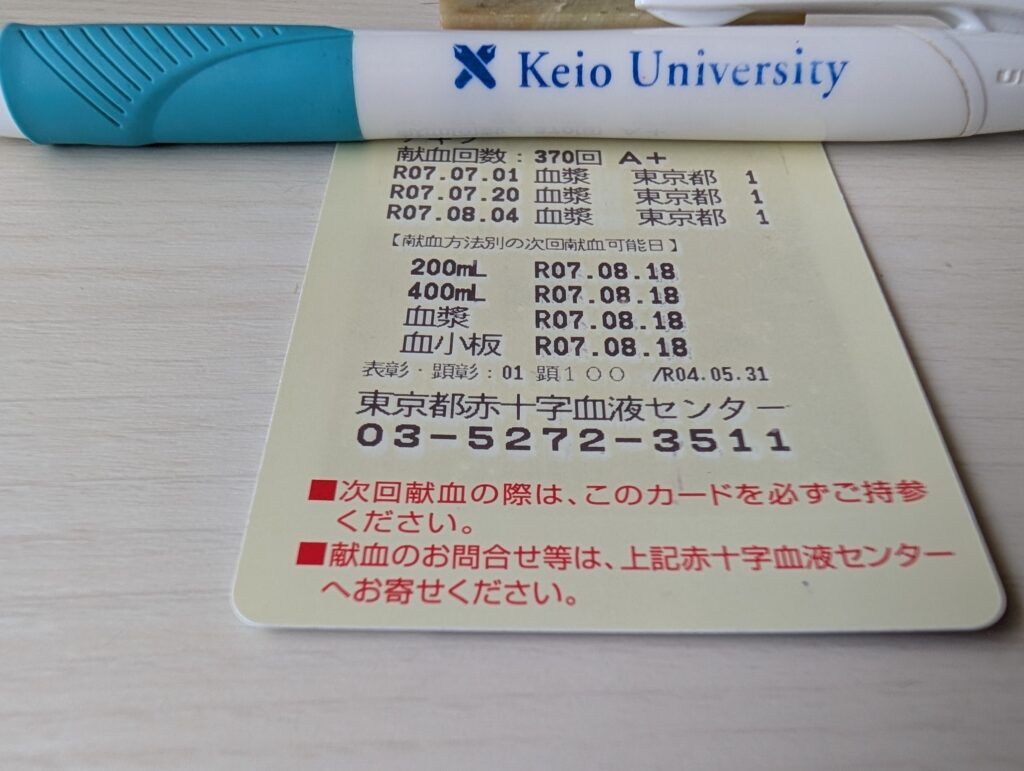 Keio University
献血回数:370回 A+
R07.07.01 血漿 東京都 1
R07.07.20 血漿 東京都 1
R07.08.04 血漿 東京都 1
【献血方法別の次回献血可能日】
200mL R07.08.18
400mL R07.08.18
血漿 R07.08.18
血小板 R07.08.18
表彰・顕彰:01 顕100 /R04.05.31
東京都赤十字血液センター
03-5272-3511
■次回献血の際は、このカードを必ずご持参
ください。
■献血のお問合せ等は、上記赤十字血液センター
へお寄せください。